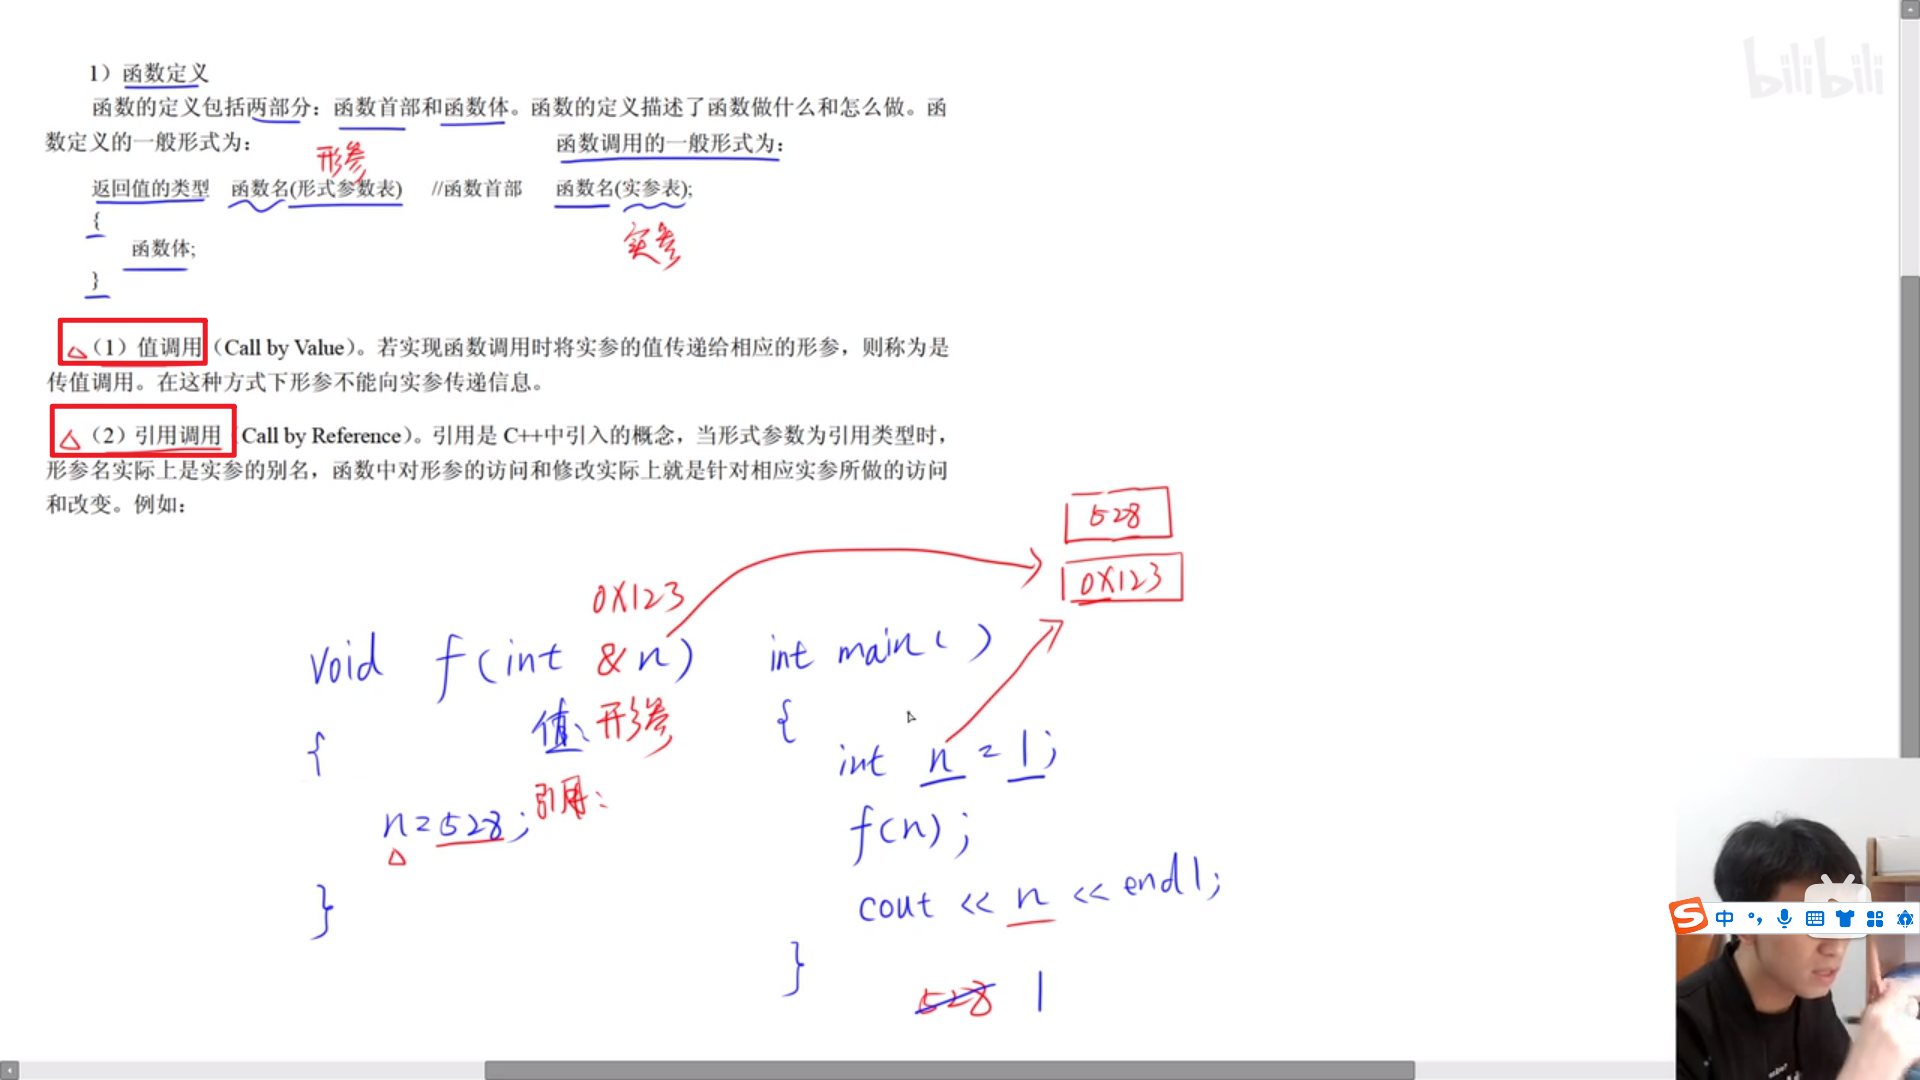 bilibili
1）函数定义
函数的定义包括两部分：函数首部和函数体。函数的定义描述了函数做什么和怎么做。函
数定义的一般形式为：
函数调用的一般形式为：
形参
返回值的类型 函数名(形式参数表) //函数首部 函数名(实参表);
{
实参
函数体;
}
（1）值调用（Call by Value）。若实现函数调用时将实参的值传递给相应的形参，则称为是
传值调用。在这种方式下形参不能向实参传递信息。
（2）引用调用（Call by Reference）。引用是 C++中引入的概念，当形式参数为引用类型时，
形参名实际上是实参的别名，函数中对形参的访问和修改实际上就是针对相应实参所做的访问
和改变。例如：
528
0X123
0X123
void f(int &n)
{
值、形参
n=528;
引用：
}
int main()
{
int n = 1;
f(n);
cout << n << endl;
}
528 1
中